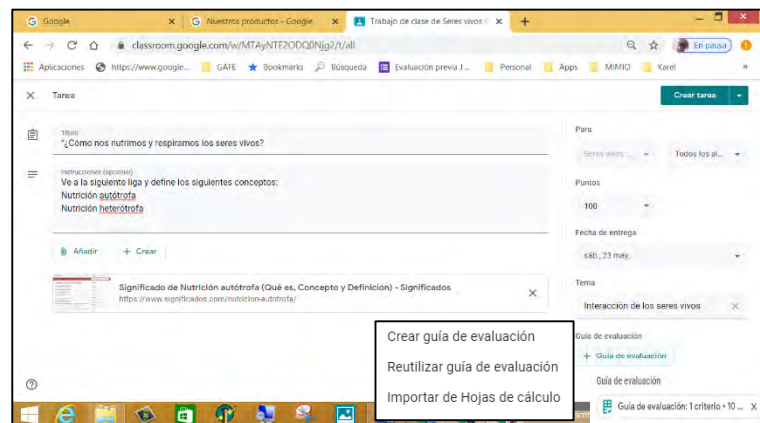 Google
Nuestros productos - Google
Trabajo de clase de Seres vivos
classroom.google.com/w/MTAyNTE2ODQ0Njg2/t/all
En pausa
Aplicaciones
https://www.google...
GAFE
Bookmarks
Búsqueda
Evaluación previa J...
Personal
Apps
MIMIO
Karel
»
Tarea
Crear tarea
Título
"¿Cómo nos nutrimos y respiramos los seres vivos?
Instrucciones (opcional)
Ve a la siguiente liga y define los siguientes conceptos:
Nutrición autótrofa
Nutrición heterótrofa
Añadir
+ Crear
Significado de Nutrición autótrofa (Qué es, Concepto y Definición) - Significados
https://www.significados.com/nutricion-autotrofa/
Para
Seres vivos ...
Todos los al...
Puntos
100
Fecha de entrega
sáb., 23 may.
Tema
Interacción de los seres vivos
Guía de evaluación
+ Guía de evaluación
Crear guía de evaluación
Reutilizar guía de evaluación
Importar de Hojas de cálculo
Guía de evaluación
Guía de evaluación: 1 criterio • 10 ...